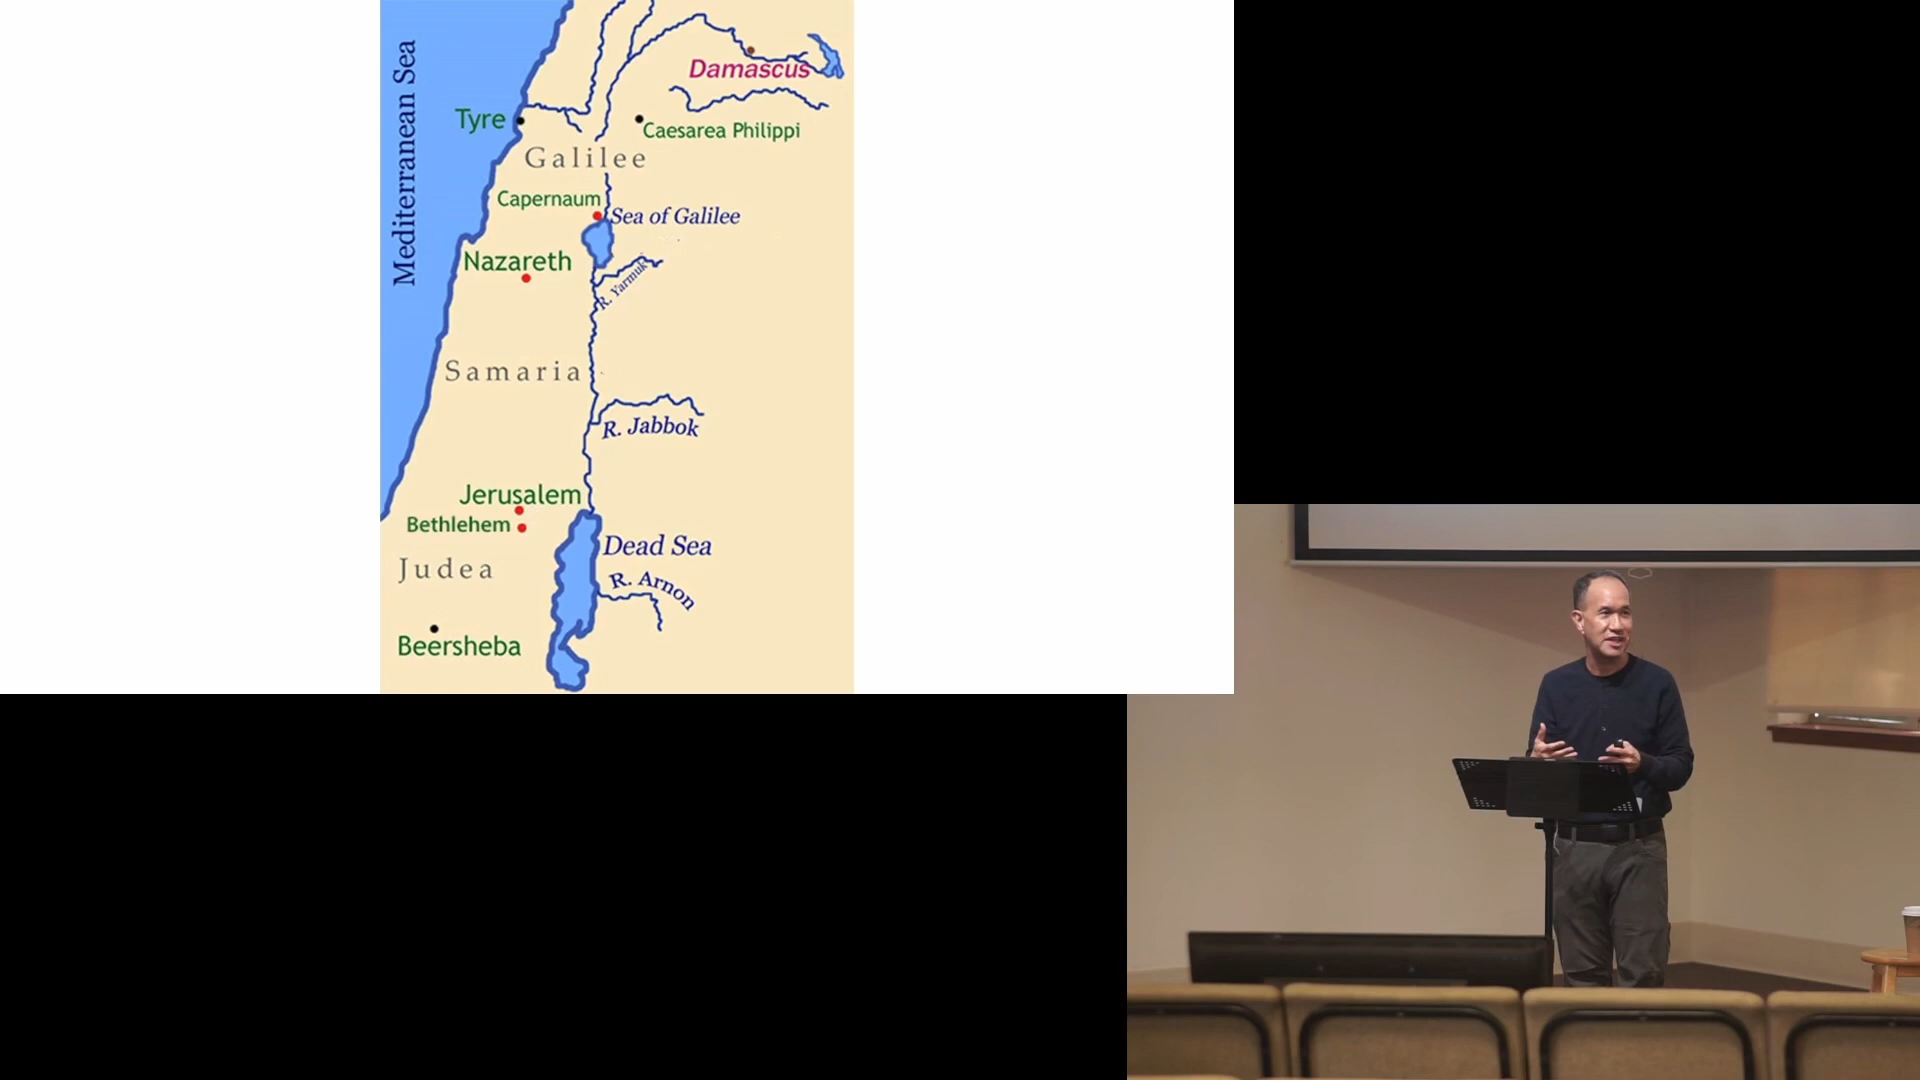 Mediterranean Sea
Damascus
Tyre
Caesarea Philippi
Galilee
Capernaum
Sea of Galilee
Nazareth
R. Yarmuk
Samaria
R. Jabbok
Jerusalem
Bethlehem
Dead Sea
Judea
R. Arnon
Beersheba